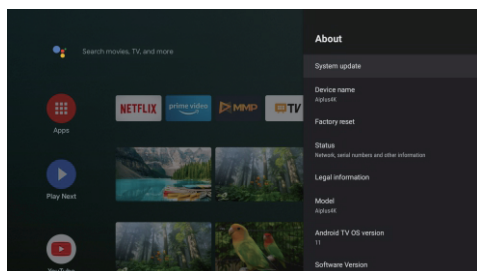 Search movies, TV, and more
Apps
NETFLIX
prime video
MMP
TV
Play Next
YouTube
About
System update
Device name
Aiplus4K
Factory reset
Status
Network, serial numbers and other information
Legal information
Model
Aiplus4K
Android TV OS version
11
Software Version